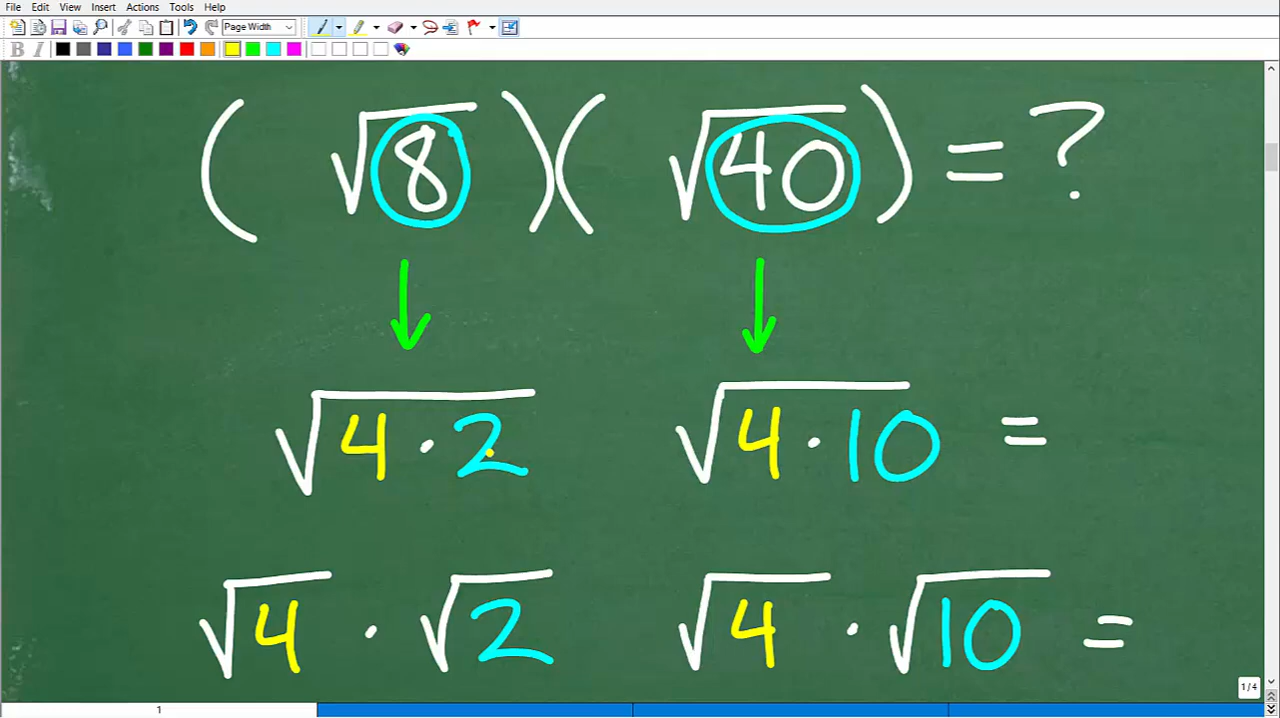 File Edit View Insert Actions Tools Help
Page Width
B I
(√8)(√40) = ?
√4·2 √4·10 =
√4 · √2 √4 · √10 =
1/4
1